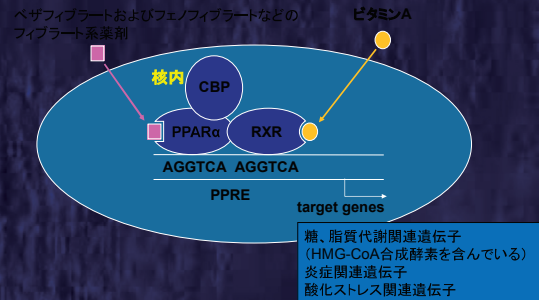 ベザフィブラートおよびフェノフィブラートなどの
フィブラート系薬剤
ビタミンA
核内
CBP
PPARα
RXR
AGGTCA AGGTCA
PPRE
target genes
糖、脂質代謝関連遺伝子
（HMG-CoA合成酵素を含んでいる）
炎症関連遺伝子
酸化ストレス関連遺伝子